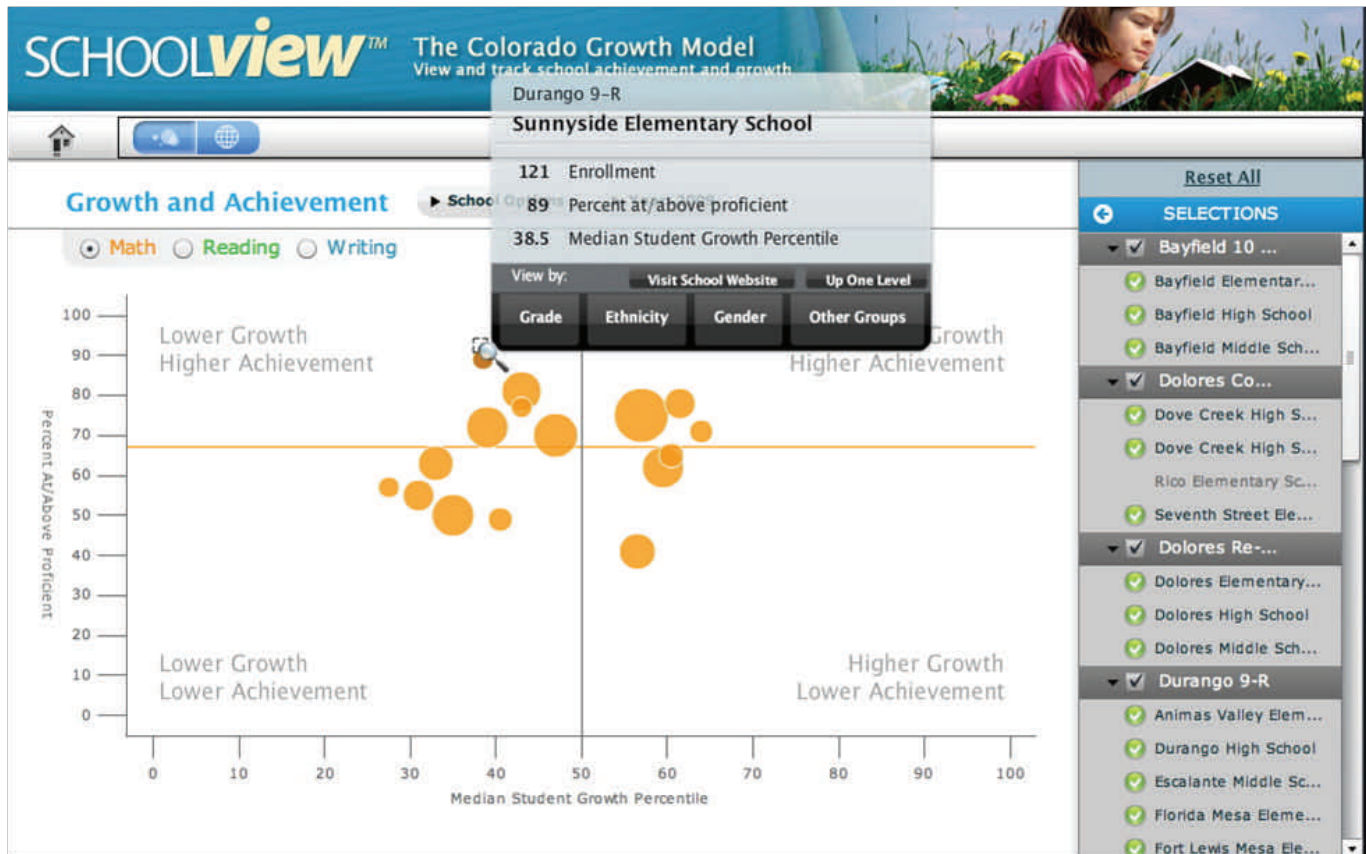 SCHOOLVIEW™
The Colorado Growth Model
View and track school achievement and growth
Durango 9-R
Sunnyside Elementary School
121 Enrollment
89 Percent at/above proficient
38.5 Median Student Growth Percentile
View by: Visit School Website Up One Level
Grade Ethnicity Gender Other Groups
Growth and Achievement
School Options
2009
Math Reading Writing
Lower Growth
Higher Achievement
Growth
Higher Achievement
Lower Growth
Lower Achievement
Higher Growth
Lower Achievement
Percent At/Above Proficient
100
90
80
70
60
50
40
30
20
10
0
0 10 20 30 40 50 60 70 80 90 100
Median Student Growth Percentile
Reset All
SELECTIONS
Bayfield 10 ...
Bayfield Elementar...
Bayfield High School
Bayfield Middle Sch...
Dolores Co...
Dove Creek High S...
Dove Creek High S...
Rico Elementary Sc...
Seventh Street Ele...
Dolores Re-...
Dolores Elementary...
Dolores High School
Dolores Middle Sch...
Durango 9-R
Animas Valley Elem...
Durango High School
Escalante Middle Sc...
Florida Mesa Eleme...
Fort Lewis Mesa Ele...